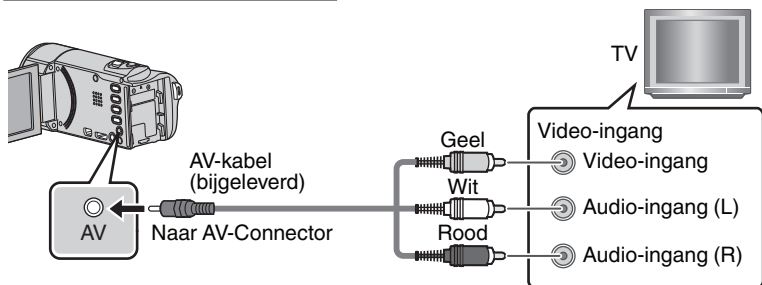 TV
Video-ingang
Geel
Video-ingang
AV-kabel
(bijgeleverd)
Wit
Audio-ingang (L)
AV
Naar AV-Connector
Rood
Audio-ingang (R)